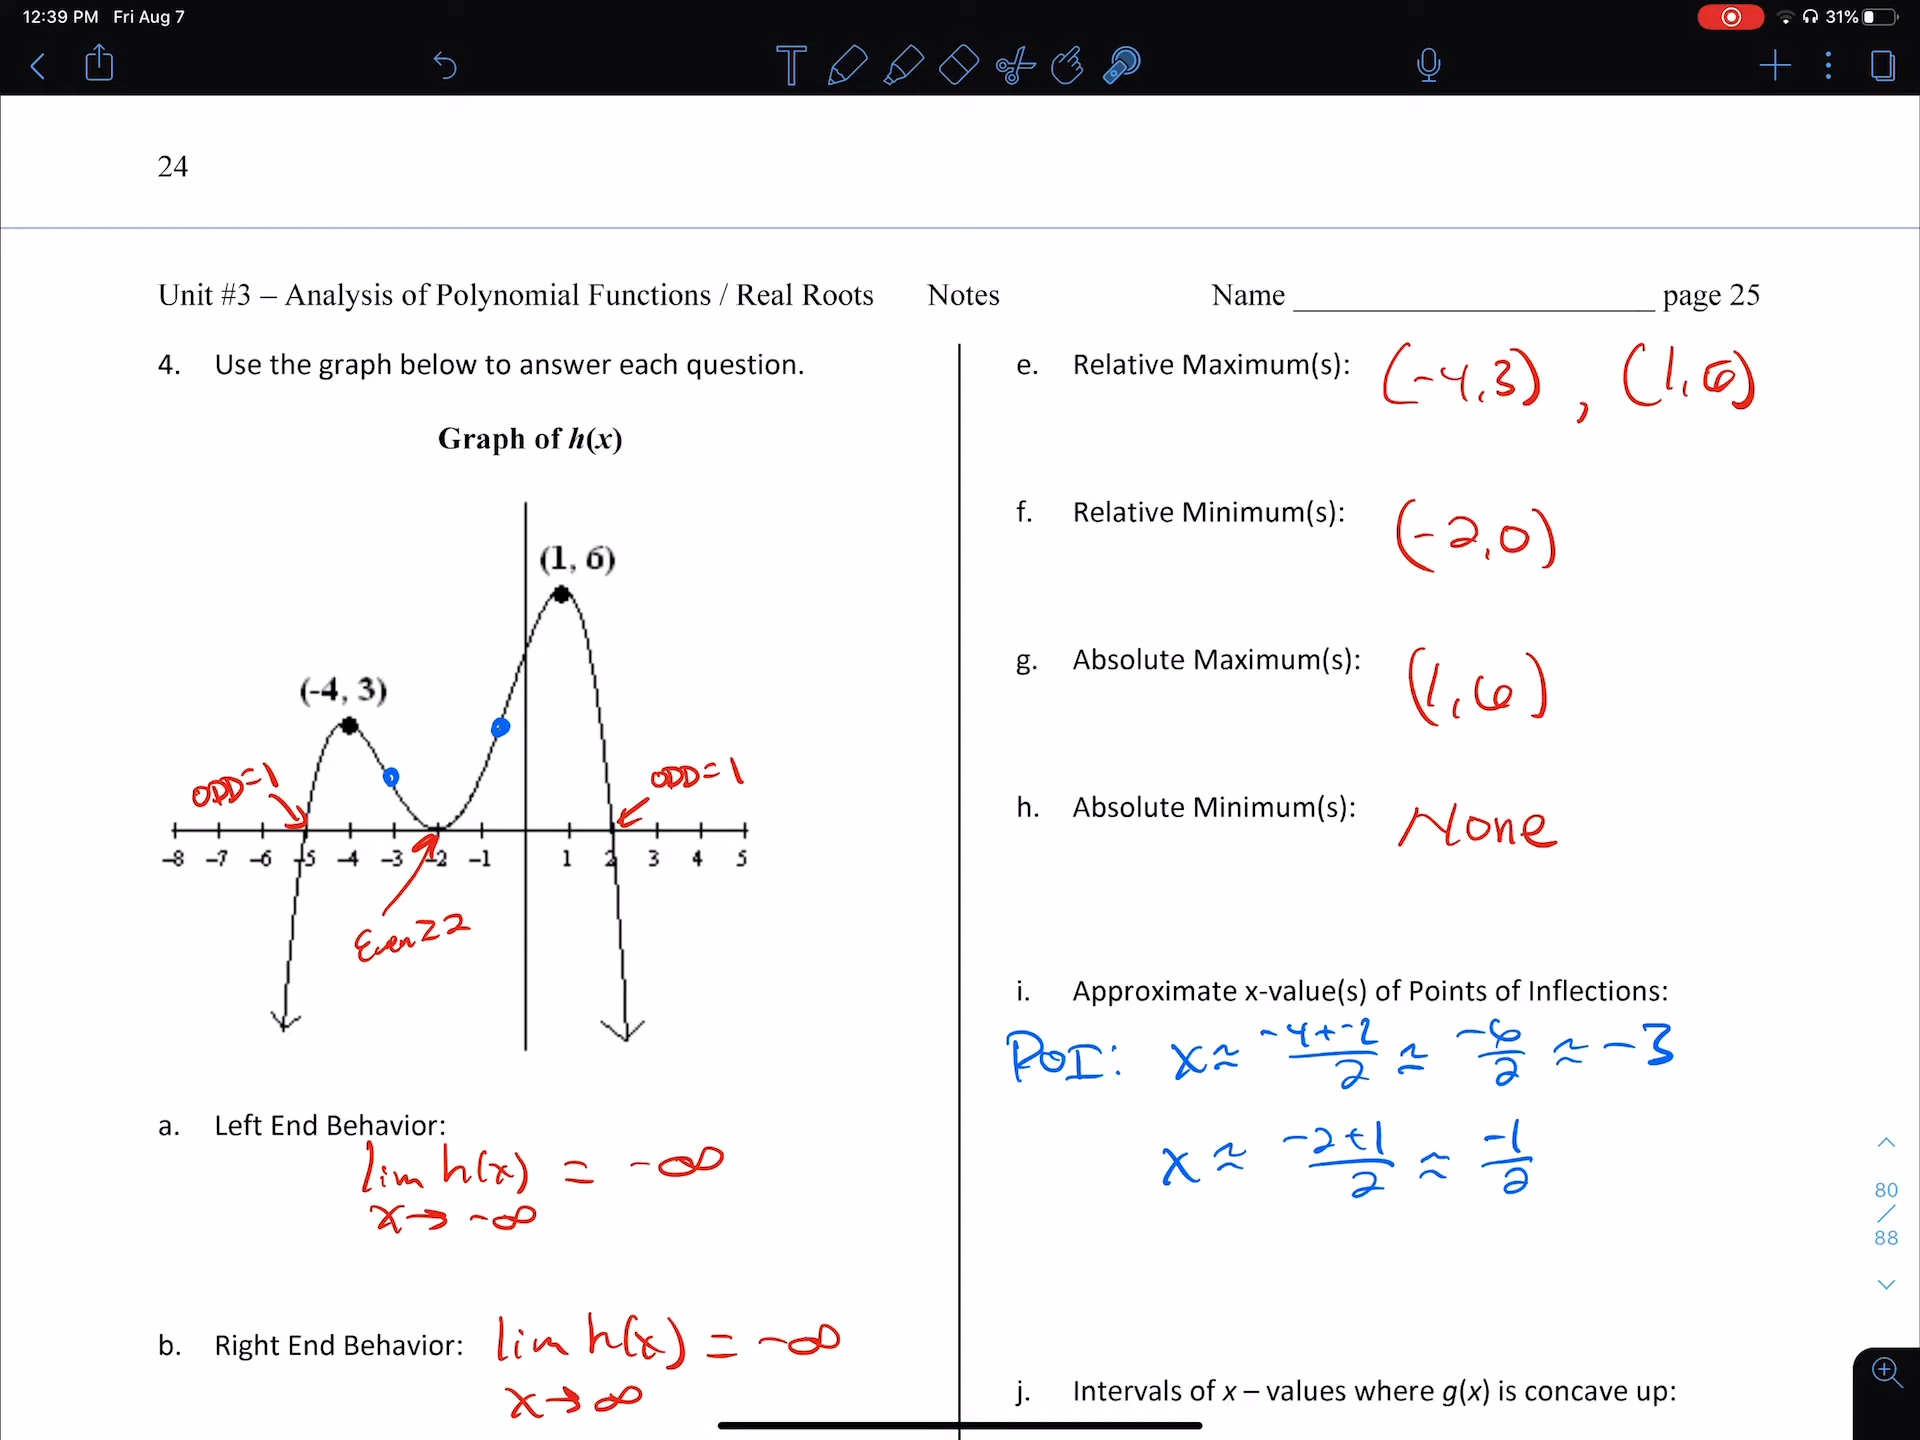 12:39 PM Fri Aug 7
31%
24
Unit #3 – Analysis of Polynomial Functions / Real Roots Notes Name ________________________ page 25
4. Use the graph below to answer each question.
Graph of h(x)
(1, 6)
(-4, 3)
ODD=1
ODD=1
-8 -7 -6 -5 -4 -3 -2 -1 1 2 3 4 5
Even≥2
a. Left End Behavior:
lim h(x) = -∞
x→ -∞
b. Right End Behavior: lim h(x) = -∞
x→∞
e. Relative Maximum(s): (-4,3) , (1,6)
f. Relative Minimum(s): (-2,0)
g. Absolute Maximum(s): (1,6)
h. Absolute Minimum(s): None
i. Approximate x-value(s) of Points of Inflections:
POI: x ≈ -4+-2/2 ≈ -6/2 ≈ -3
x ≈ -2+1/2 ≈ -1/2
j. Intervals of x – values where g(x) is concave up:
80
/
88